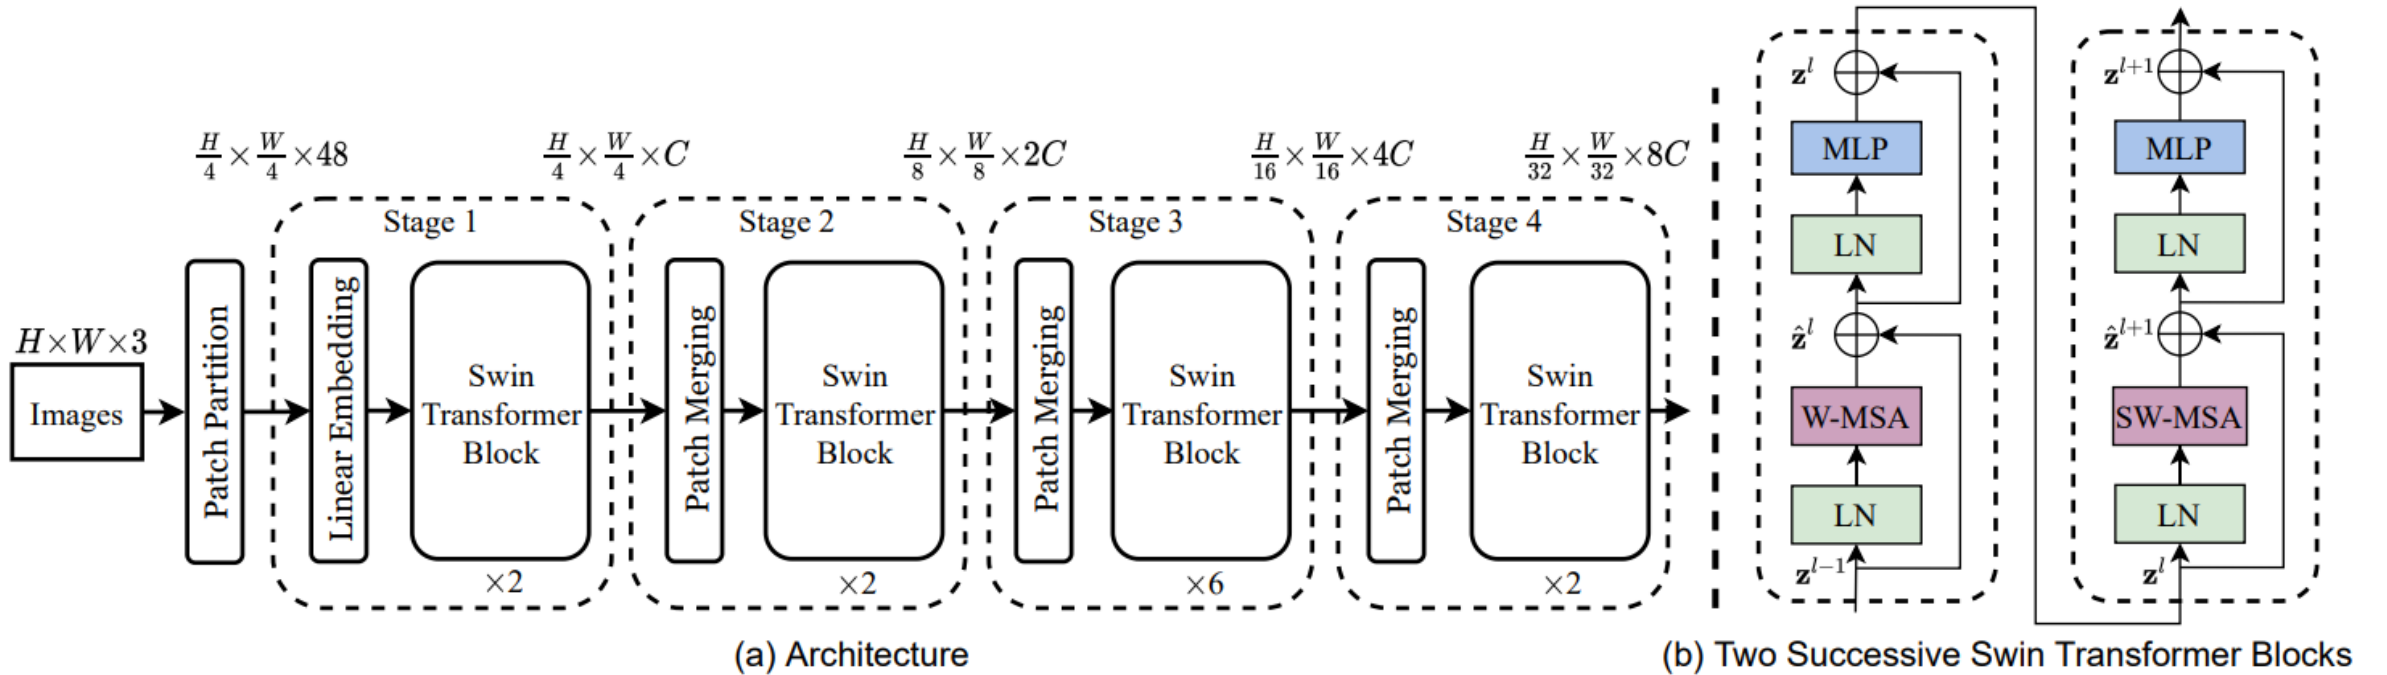 H/4 × W/4 × 48
H/4 × W/4 × C
H/8 × W/8 × 2C
H/16 × W/16 × 4C
H/32 × W/32 × 8C
Stage 1
Stage 2
Stage 3
Stage 4
H×W×3
Images
Patch Partition
Linear Embedding
Swin
Transformer
Block
×2
Patch Merging
Swin
Transformer
Block
×2
Patch Merging
Swin
Transformer
Block
×6
Patch Merging
Swin
Transformer
Block
×2
(a) Architecture
z^l
MLP
LN
ẑ^l
W-MSA
LN
z^{l-1}
z^{l+1}
MLP
LN
ẑ^{l+1}
SW-MSA
LN
z^l
(b) Two Successive Swin Transformer Blocks